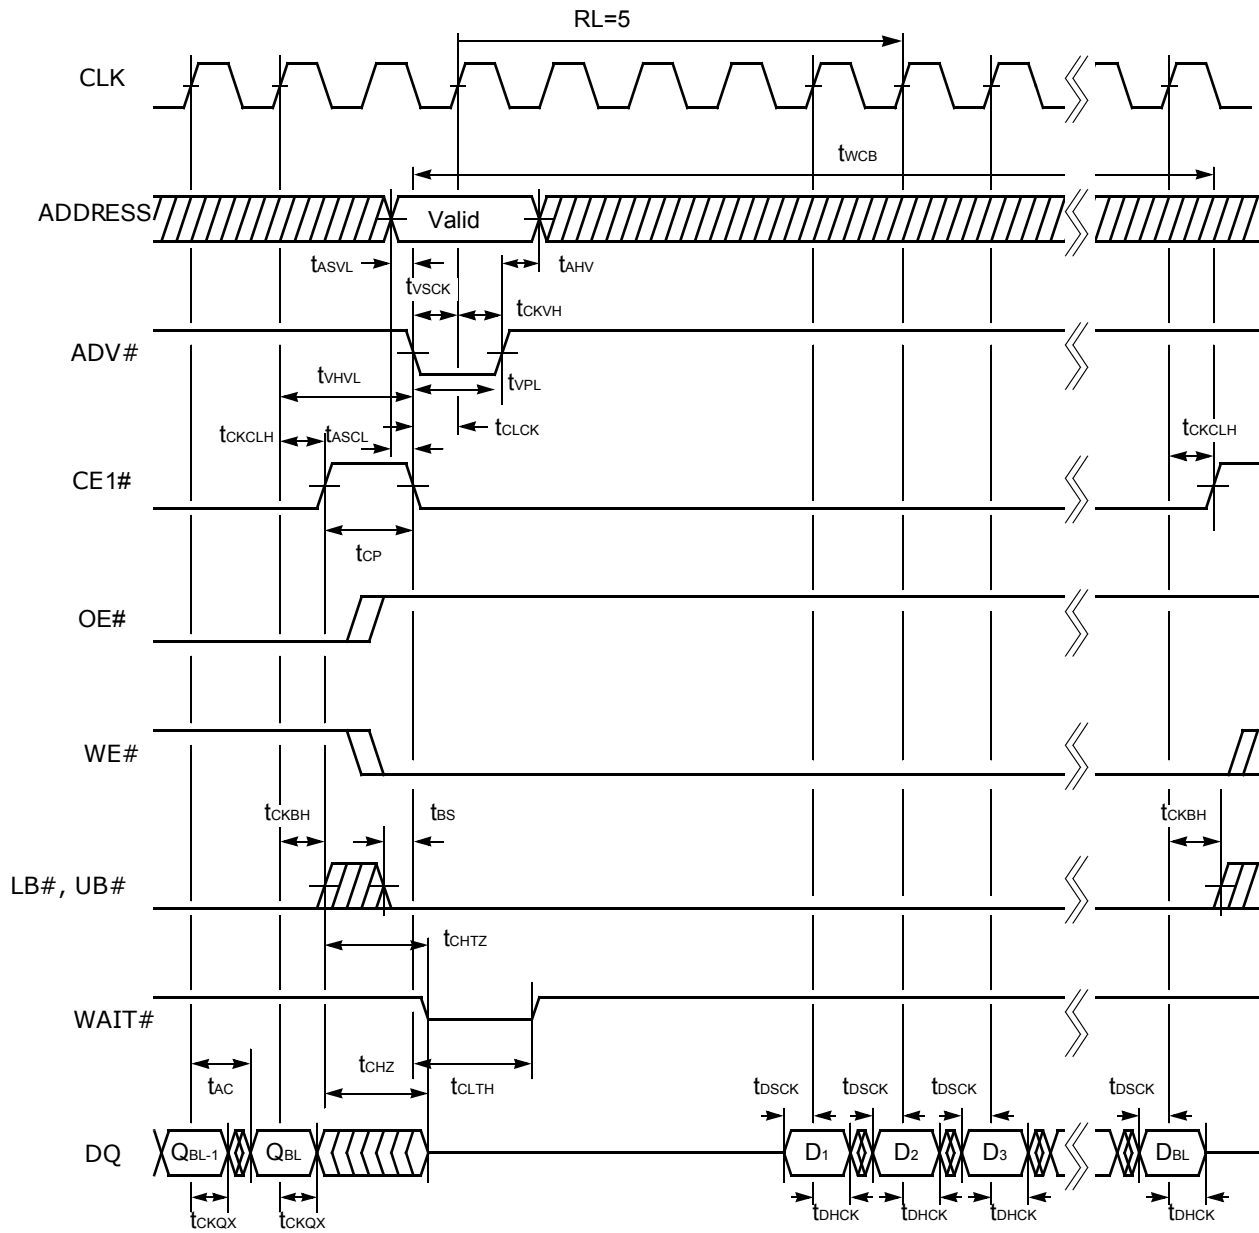 RL=5
CLK
tWCB
ADDRESS
Valid
tASVL
tVSCK
tAHV
tCKVH
ADV#
tVHVL
tVPL
tCKCLH
tASCL
tCLCK
tCKCLH
CE1#
tCP
OE#
WE#
tCKBH
tBS
tCKBH
LB#, UB#
tCHTZ
WAIT#
tAC
tCHZ
tCLTH
tDSCK
tDSCK
tDSCK
tDSCK
DQ
QBL-1
QBL
D1
D2
D3
DBL
tCKQX
tCKQX
tDHCK
tDHCK
tDHCK
tDHCK